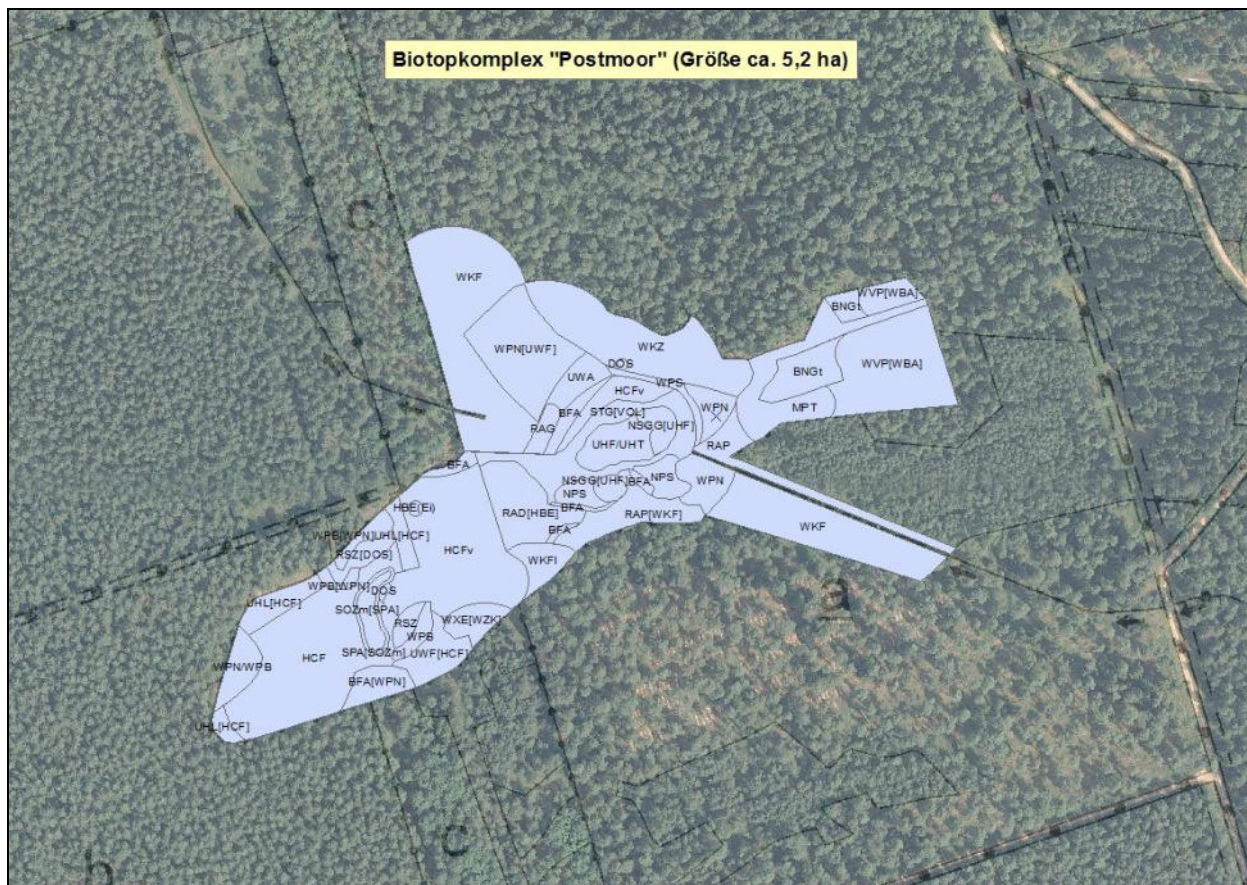 Biotopkomplex "Postmoor" (Größe ca. 5,2 ha)
c
WKF
WVP[WBA]
BNGt
WPN[UWF]
WKZ
DOS
WVP[WBA]
BNGt
UWA
WPS
HCFv
MPT
WPN
BFA
STG[VOL]
NSGG[UHF]
RAG
UHF/UHT
RAP
BFA
NSGG[UHF]
BFA
NPS
WPN
NPS
HBE(Ei)
BFA
RAD[HBE]
RAP[WKF]
WKF
BFA
WPB[WPN]
UHL[HCF]
HCFv
RSZ[DOS]
WKFl
WPB[WPN]
DOS
a
UHL[HCF]
SOZm[SPA]
RSZ
WXE[WZK]
WPB
SPA[SOZm]
UWF[HCF]
HCF
WPN/WPB
BFA[WPN]
UHL[HCF]
c
b